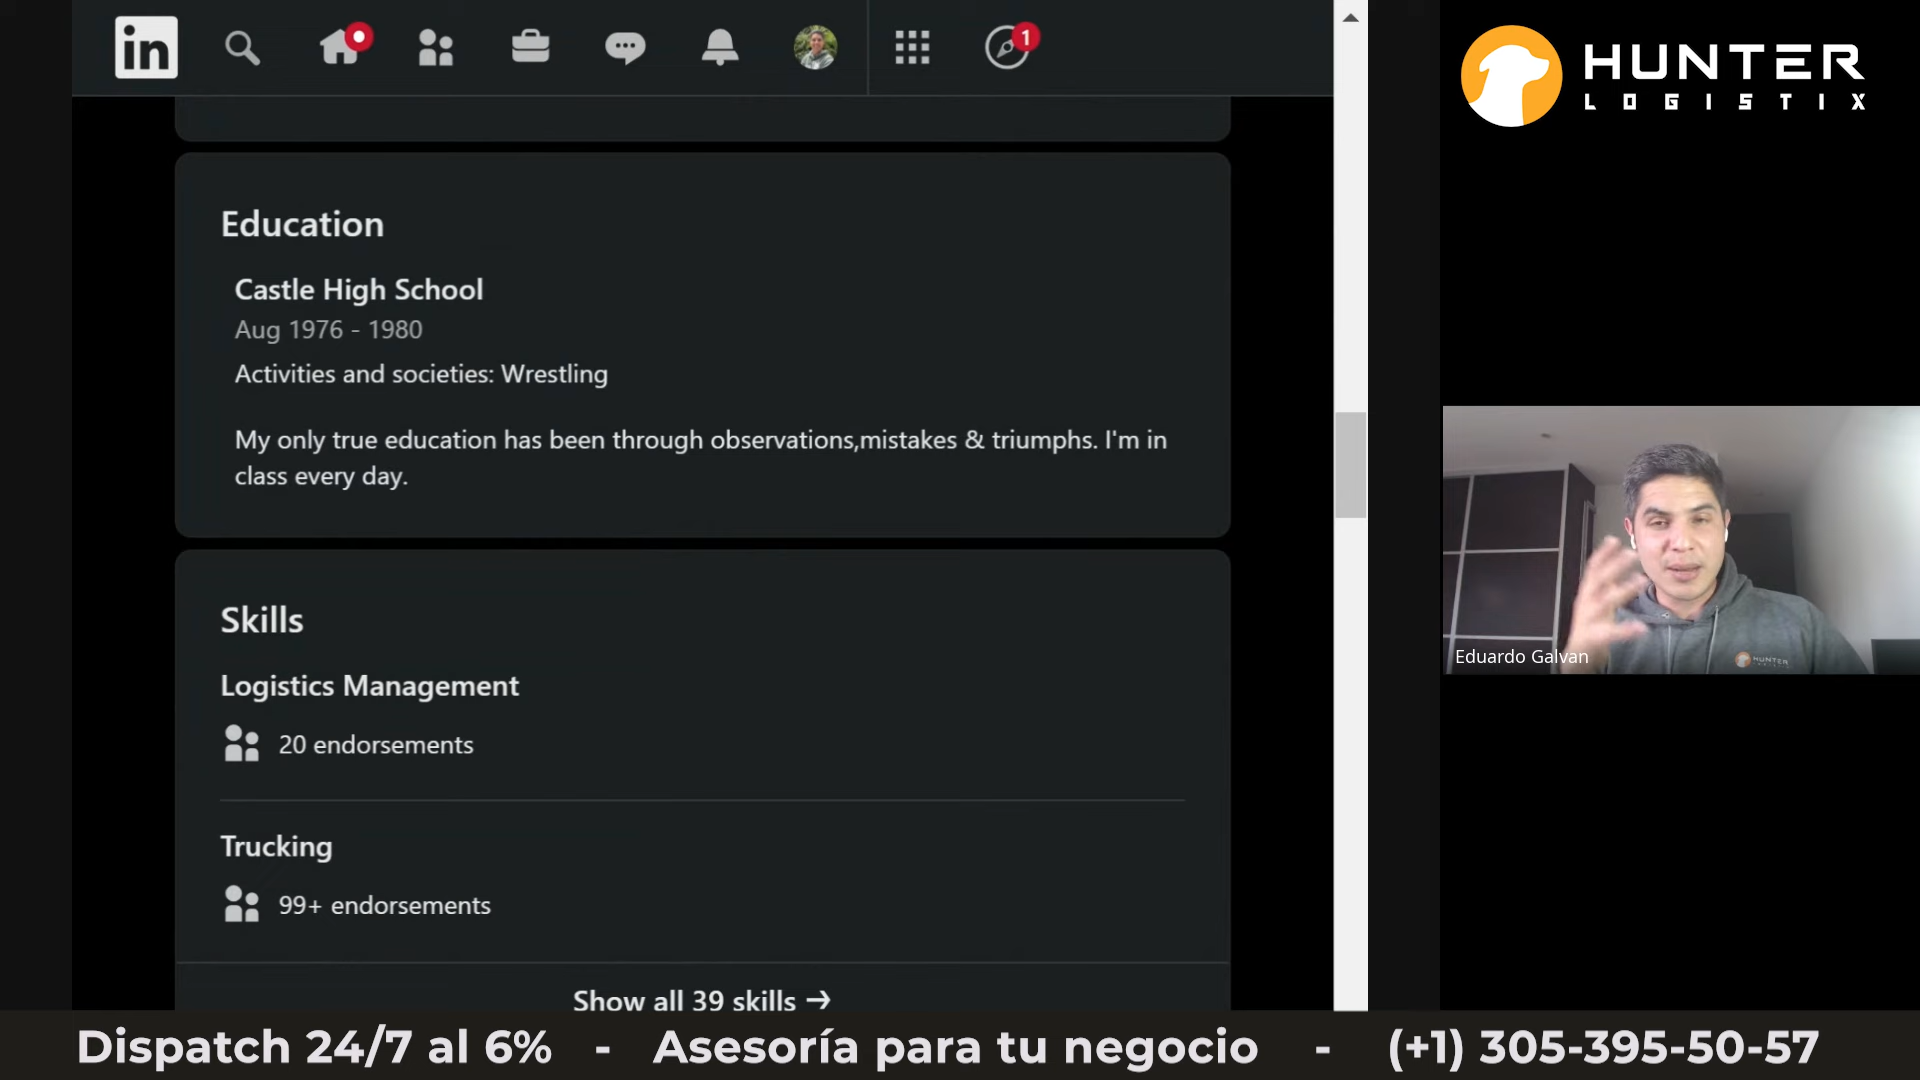 in
1
HUNTER
LOGISTIX
Education
Castle High School
Aug 1976 - 1980
Activities and societies: Wrestling
My only true education has been through observations,mistakes & triumphs. I'm in
class every day.
Skills
Logistics Management
20 endorsements
Trucking
99+ endorsements
Show all 39 skills →
Eduardo Galvan
HUNTER
Dispatch 24/7 al 6% - Asesoría para tu negocio - (+1) 305-395-50-57